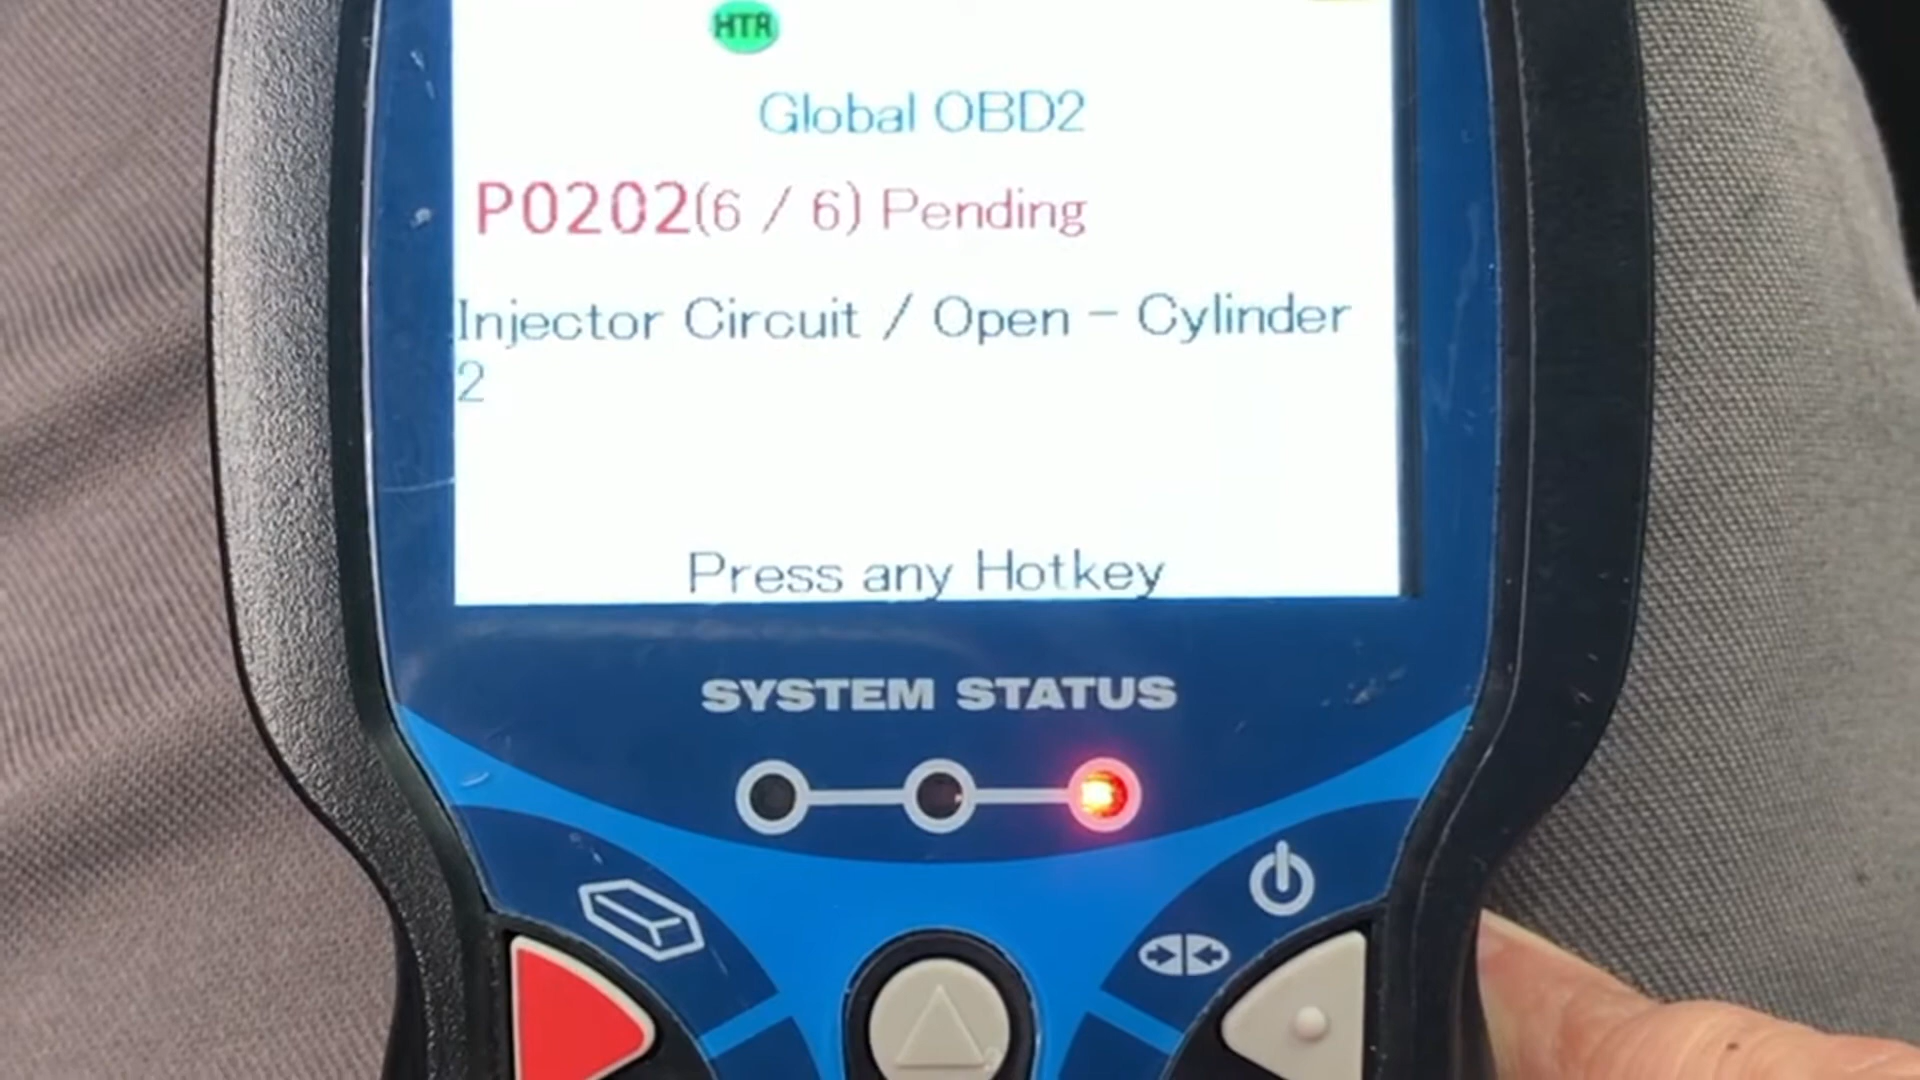 HTR
Global OBD2
P0202(6 / 6) Pending
Injector Circuit / Open - Cylinder
2
Press any Hotkey
SYSTEM STATUS